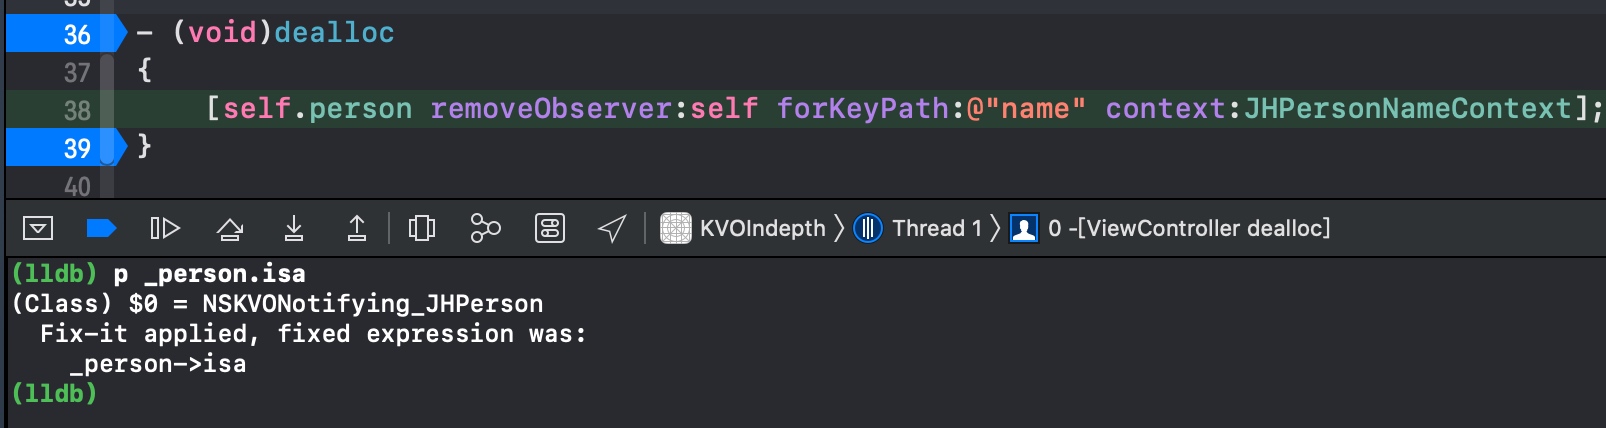 36 - (void)dealloc
37 {
38 [self.person removeObserver:self forKeyPath:@"name" context:JHPersonNameContext];
39 }
40
KVOIndepth Thread 1 0 -[ViewController dealloc]
(lldb) p _person.isa
(Class) $0 = NSKVONotifying_JHPerson
Fix-it applied, fixed expression was:
_person->isa
(lldb)